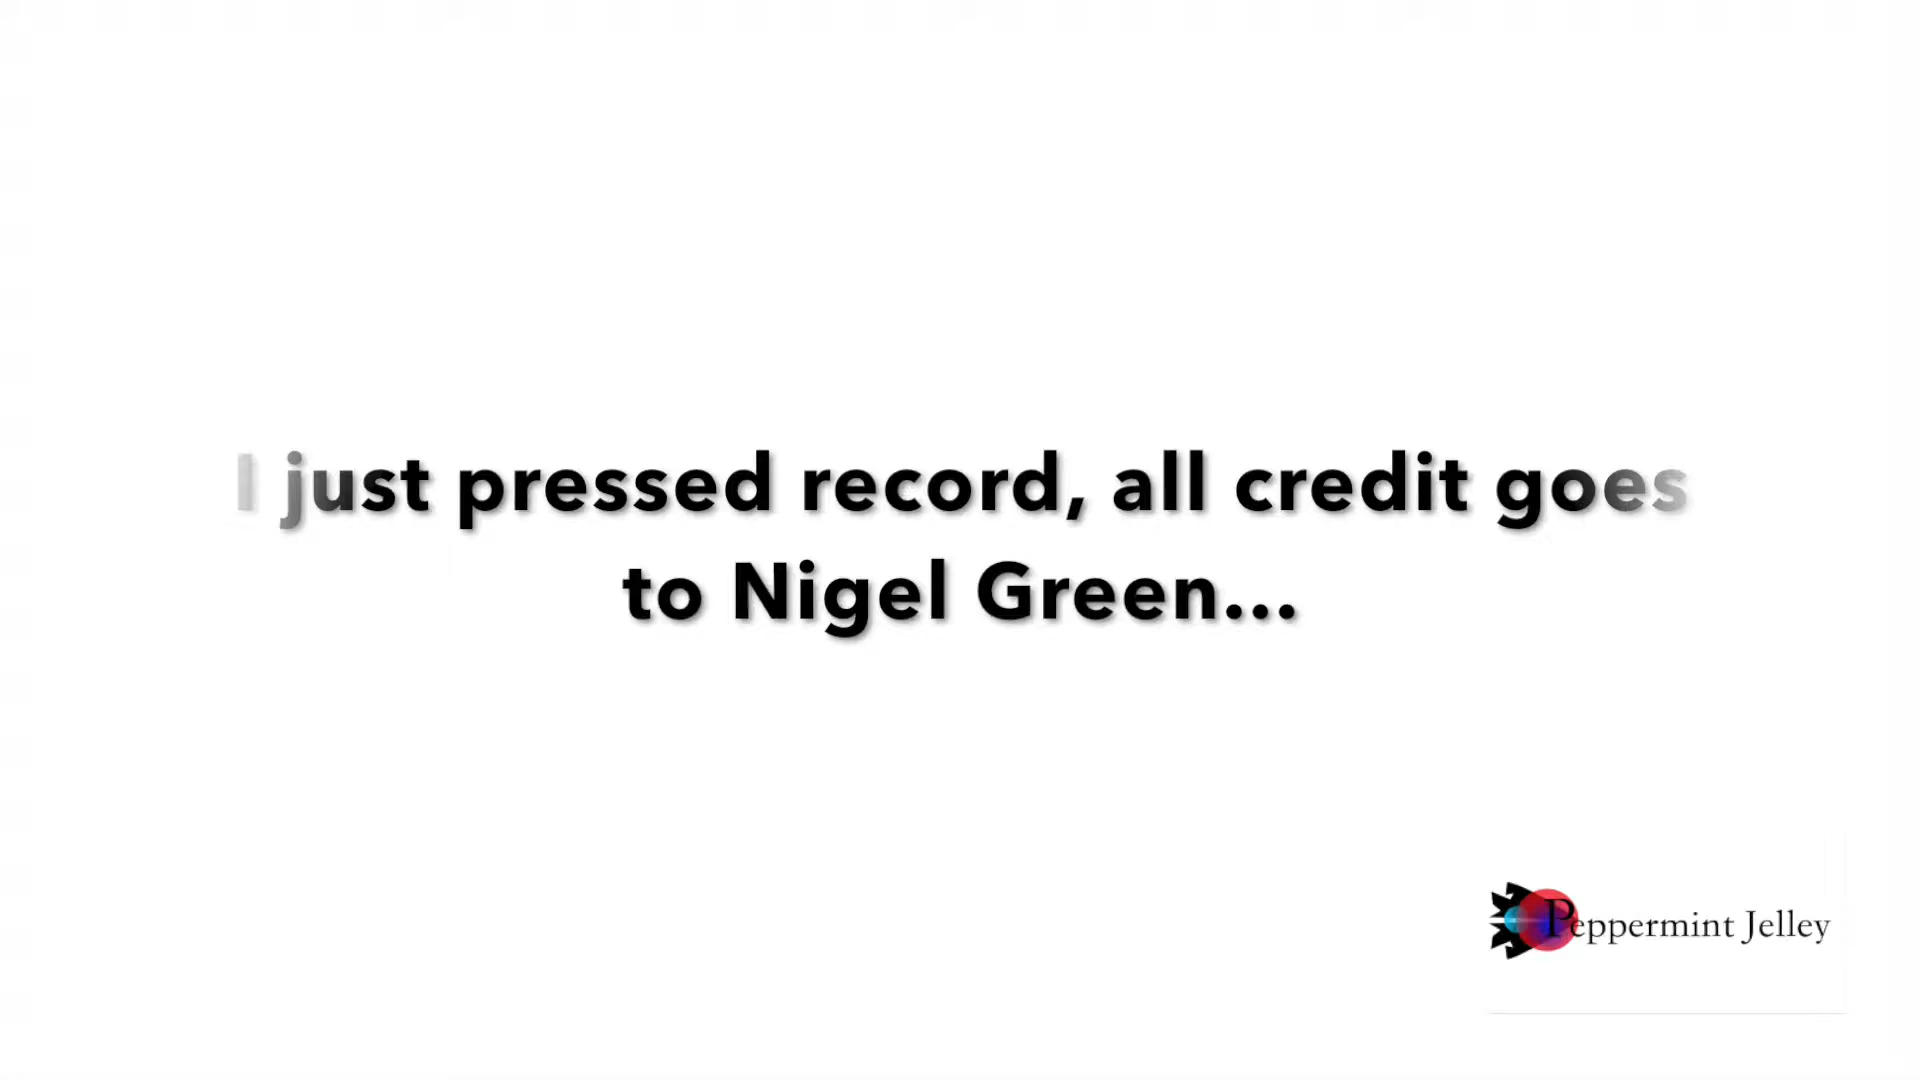 I just pressed record, all credit goes
to Nigel Green...
Peppermint Jelley